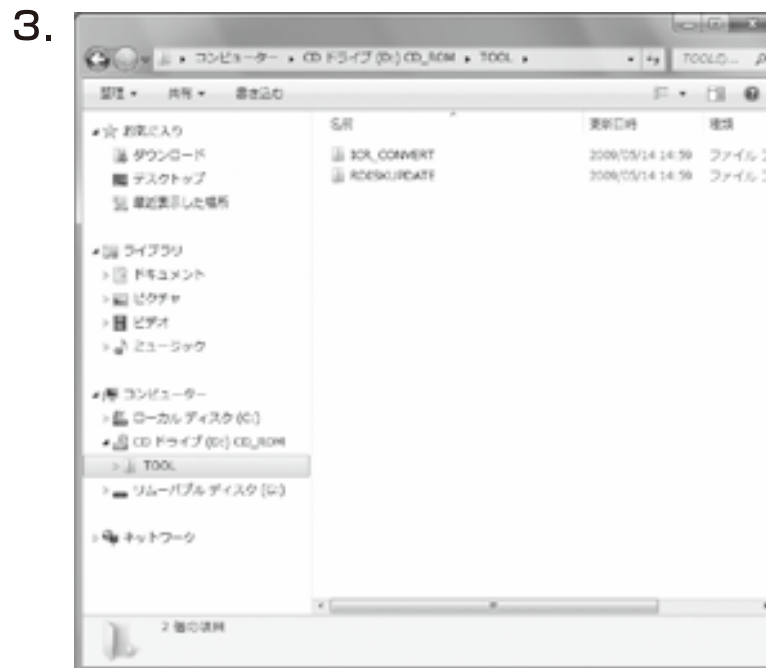 3.
コンピューター ▸ CD ドライブ (D:) CD_ROM ▸ TOOL ▸
TOOLの...
整理 共有 書き込む
お気に入り
ダウンロード
デスクトップ
最近表示した場所
ライブラリ
ドキュメント
ピクチャ
ビデオ
ミュージック
コンピューター
ローカル ディスク (C:)
CD ドライブ (D:) CD_ROM
TOOL
リムーバブル ディスク (G:)
ネットワーク
名前 更新日時 種類
ICR_CONVERT 2009/05/14 14:59 ファイル
RDESKUPDATE 2009/05/14 14:59 ファイル
2 個の項目